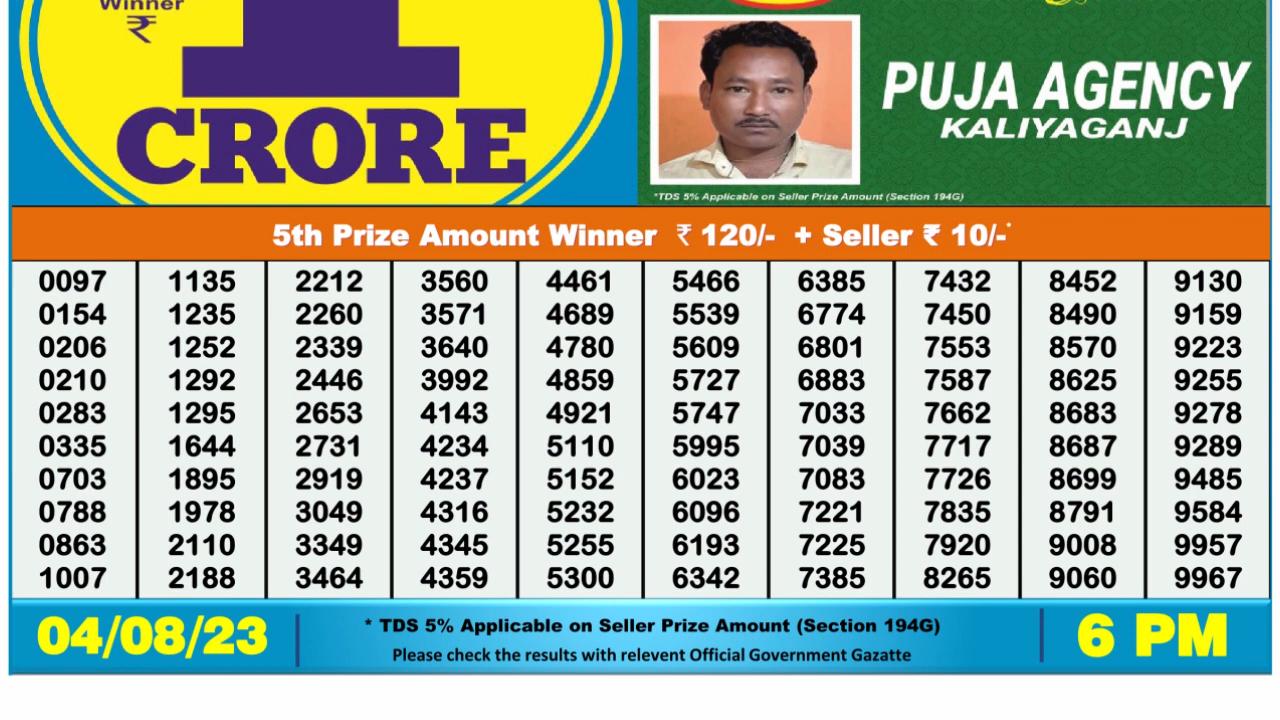 Winner
₹
1
CRORE
PUJA AGENCY
KALIYAGANJ
*TDS 5% Applicable on Seller Prize Amount (Section 194G)
5th Prize Amount Winner ₹ 120/- + Seller ₹ 10/-*
0097 1135 2212 3560 4461 5466 6385 7432 8452 9130
0154 1235 2260 3571 4689 5539 6774 7450 8490 9159
0206 1252 2339 3640 4780 5609 6801 7553 8570 9223
0210 1292 2446 3992 4859 5727 6883 7587 8625 9255
0283 1295 2653 4143 4921 5747 7033 7662 8683 9278
0335 1644 2731 4234 5110 5995 7039 7717 8687 9289
0703 1895 2919 4237 5152 6023 7083 7726 8699 9485
0788 1978 3049 4316 5232 6096 7221 7835 8791 9584
0863 2110 3349 4345 5255 6193 7225 7920 9008 9957
1007 2188 3464 4359 5300 6342 7385 8265 9060 9967
04/08/23
* TDS 5% Applicable on Seller Prize Amount (Section 194G)
Please check the results with relevent Official Government Gazatte
6 PM